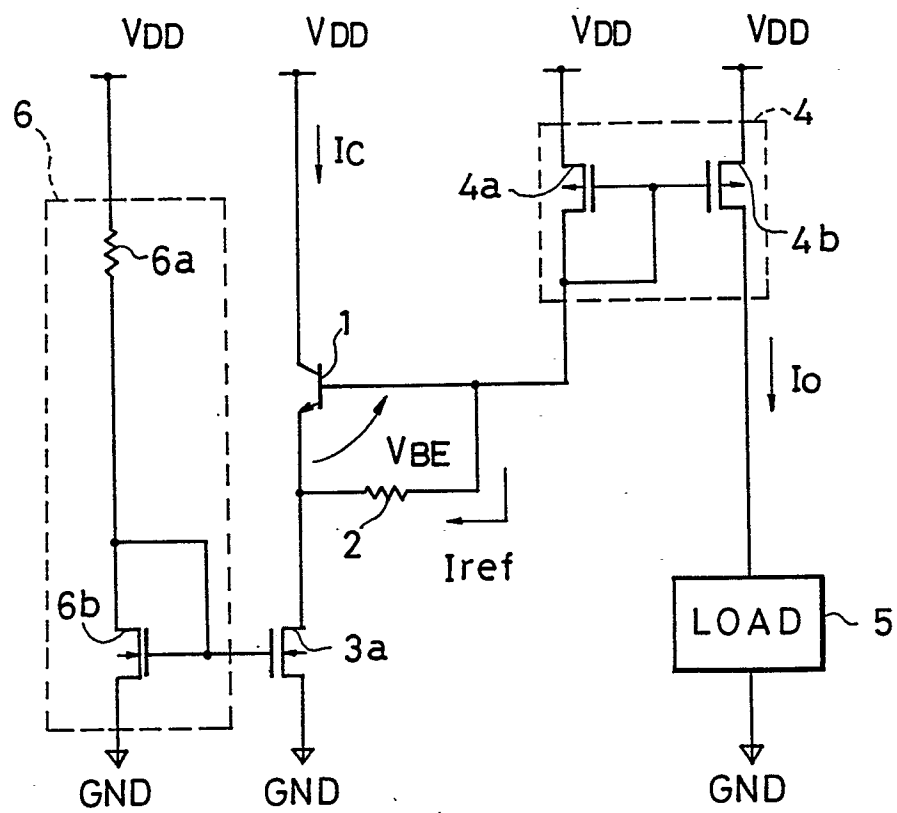 VDD VDD VDD VDD
6 4
IC
4a
6a 4b
1
IO
VBE
2
Iref
6b
LOAD 5
3a
GND GND GND